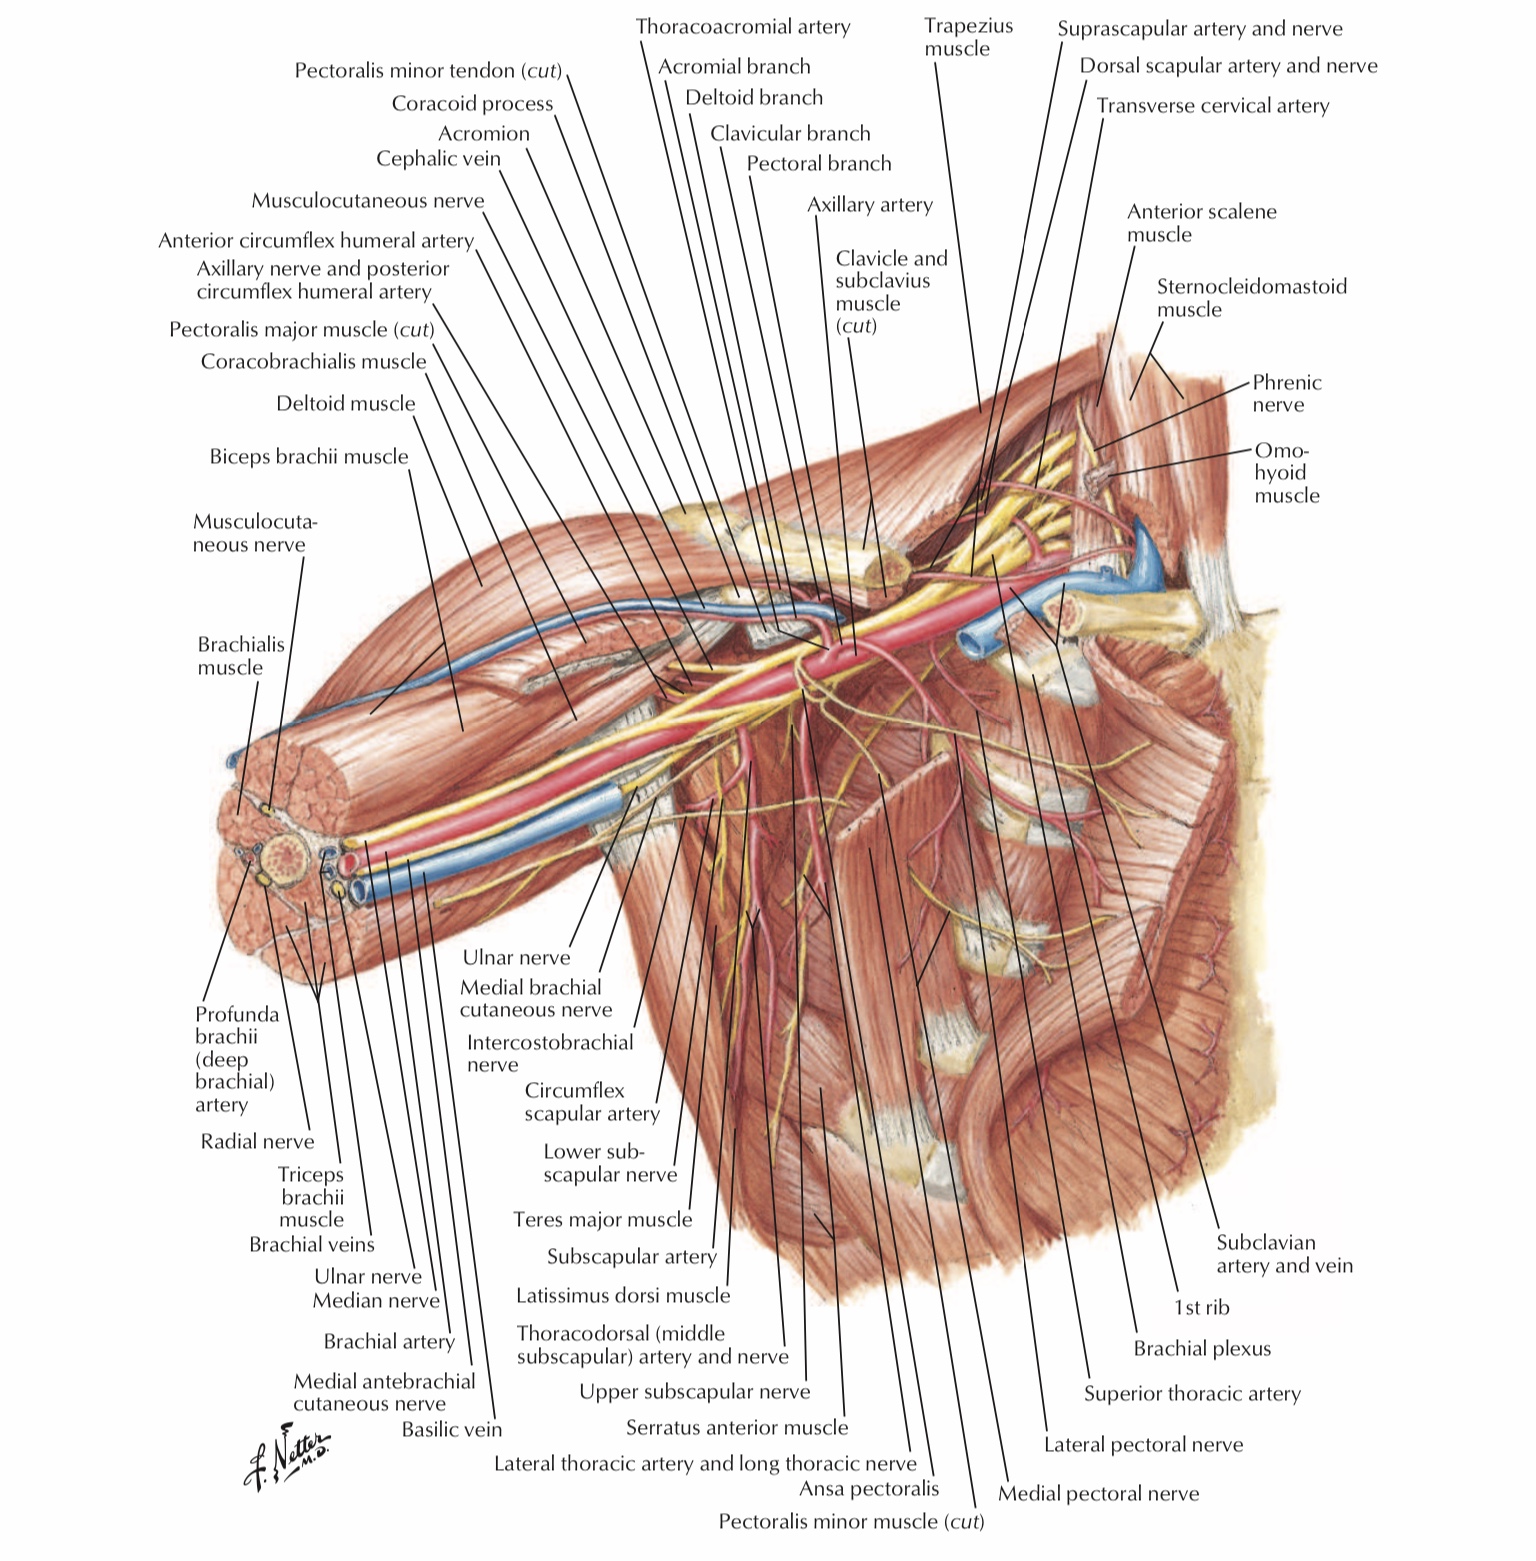 Thoracoacromial artery
Trapezius
muscle
Suprascapular artery and nerve
Pectoralis minor tendon (cut)
Acromial branch
Dorsal scapular artery and nerve
Coracoid process
Deltoid branch
Transverse cervical artery
Acromion
Clavicular branch
Cephalic vein
Pectoral branch
Musculocutaneous nerve
Axillary artery
Anterior scalene
muscle
Anterior circumflex humeral artery
Axillary nerve and posterior
circumflex humeral artery
Clavicle and
subclavius
muscle
(cut)
Sternocleidomastoid
muscle
Pectoralis major muscle (cut)
Coracobrachialis muscle
Phrenic
nerve
Deltoid muscle
Biceps brachii muscle
Omo-
hyoid
muscle
Musculocuta-
neous nerve
Brachialis
muscle
Ulnar nerve
Medial brachial
cutaneous nerve
Profunda
brachii
(deep
brachial)
artery
Intercostobrachial
nerve
Circumflex
scapular artery
Radial nerve
Lower sub-
scapular nerve
Triceps
brachii
muscle
Teres major muscle
Brachial veins
Subscapular artery
Subclavian
artery and vein
Ulnar nerve
Latissimus dorsi muscle
Median nerve
1st rib
Brachial artery
Thoracodorsal (middle
subscapular) artery and nerve
Brachial plexus
Medial antebrachial
cutaneous nerve
Upper subscapular nerve
Superior thoracic artery
Basilic vein
Serratus anterior muscle
Lateral pectoral nerve
Lateral thoracic artery and long thoracic nerve
Ansa pectoralis
Medial pectoral nerve
Pectoralis minor muscle (cut)
F. Netter
M.D.